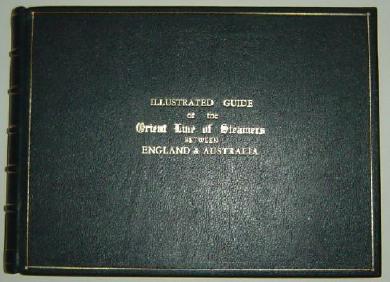 ILLUSTRATED GUIDE
of the
Orient Line of Steamers
BETWEEN
ENGLAND & AUSTRALIA